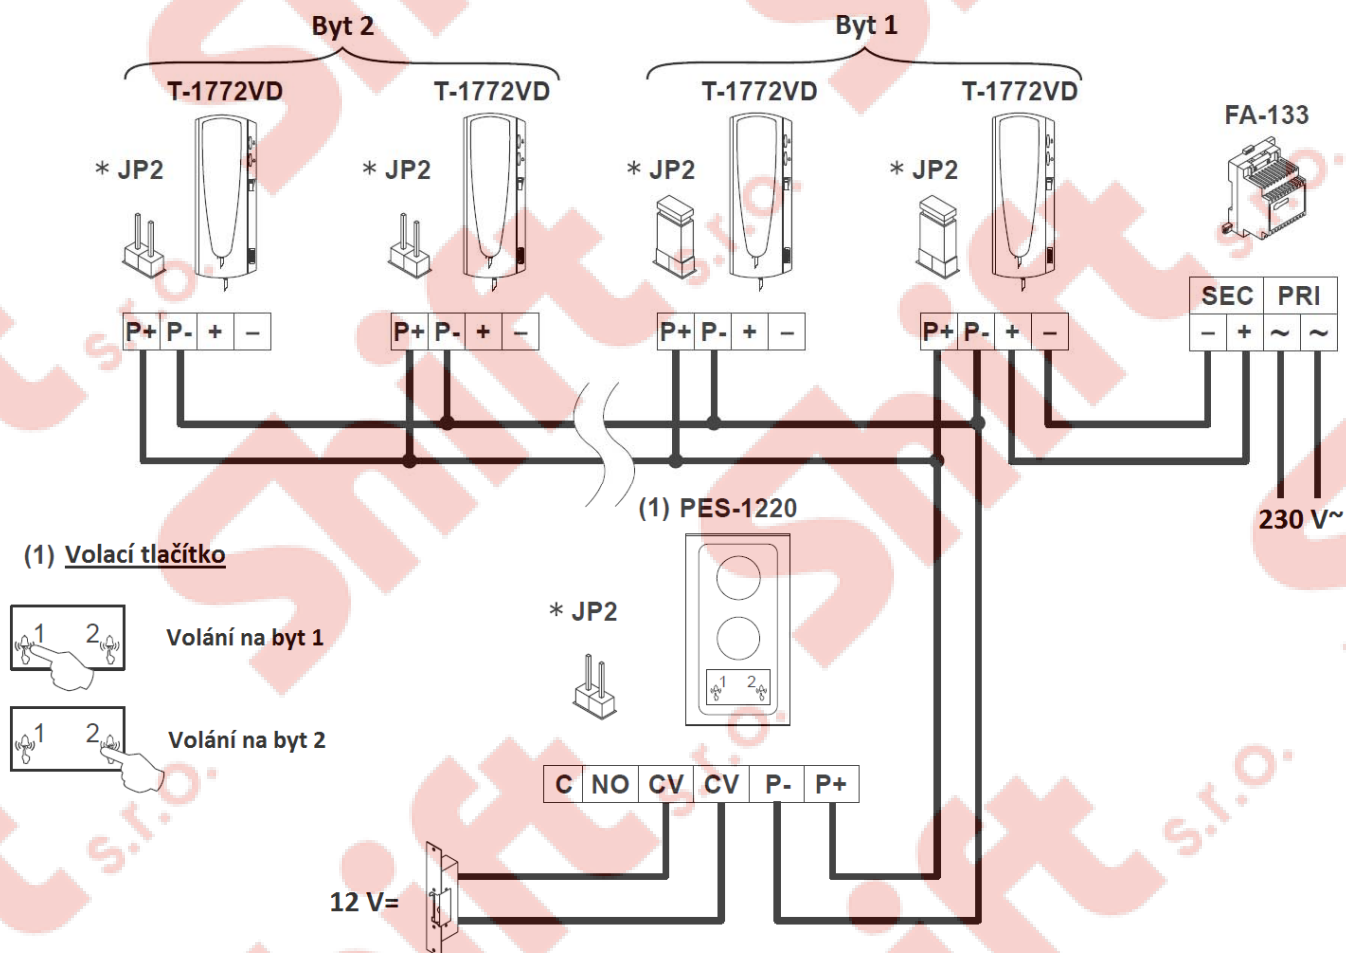 Byt 2
Byt 1
T-1772VD
T-1772VD
T-1772VD
T-1772VD
FA-133
* JP2
* JP2
* JP2
* JP2
SEC PRI
– + ~ ~
P+ P- + –
P+ P- + –
P+ P- + –
P+ P- + –
230 V~
(1) PES-1220
(1) Volací tlačítko
* JP2
1 2
Volání na byt 1
1 2
1 2
Volání na byt 2
C NO CV CV P- P+
12 V=
Shift s.r.o.